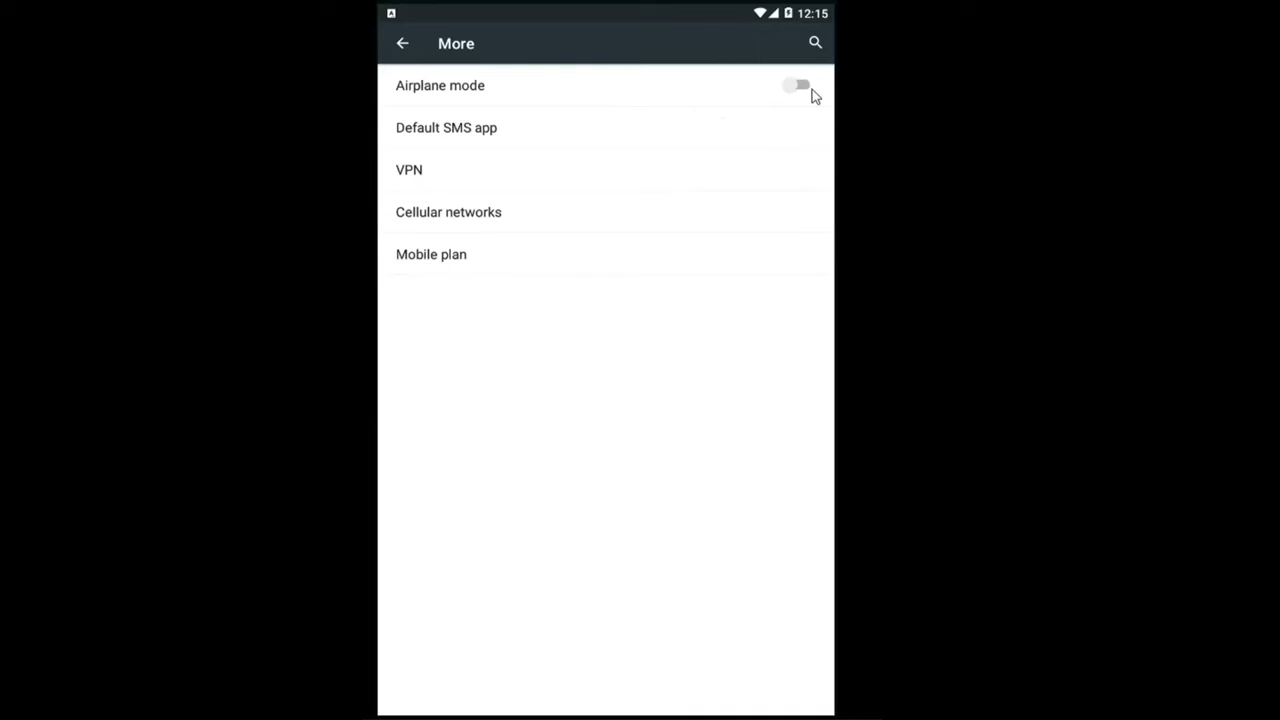 12:15
More
Airplane mode
Default SMS app
VPN
Cellular networks
Mobile plan